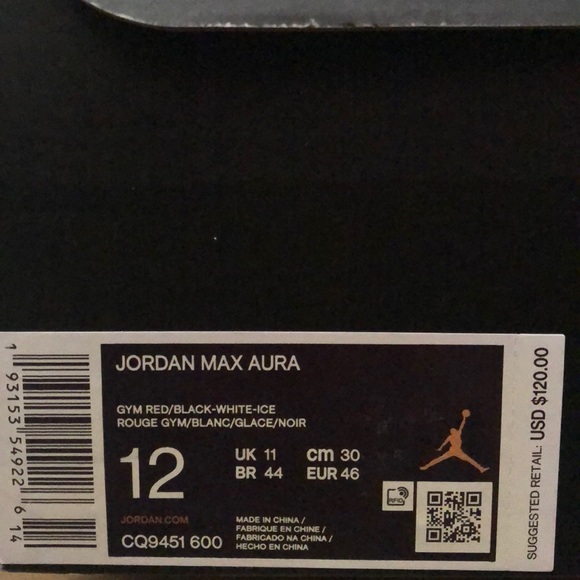 JORDAN MAX AURA
GYM RED/BLACK-WHITE-ICE
ROUGE GYM/BLANC/GLACE/NOIR
12
UK 11 cm 30
BR 44 EUR 46
JORDAN.COM
CQ9451 600
MADE IN CHINA /
FABRIQUE EN CHINE /
FABRICADO NA CHINA /
HECHO EN CHINA
RFID
1 93153 54922 6 14
SUGGESTED RETAIL: USD $120.00